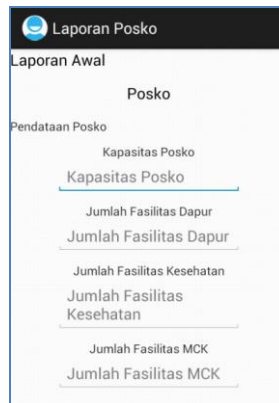 Laporan Posko
Laporan Awal
Posko
Pendataan Posko
Kapasitas Posko
Kapasitas Posko
Jumlah Fasilitas Dapur
Jumlah Fasilitas Dapur
Jumlah Fasilitas Kesehatan
Jumlah Fasilitas
Kesehatan
Jumlah Fasilitas MCK
Jumlah Fasilitas MCK